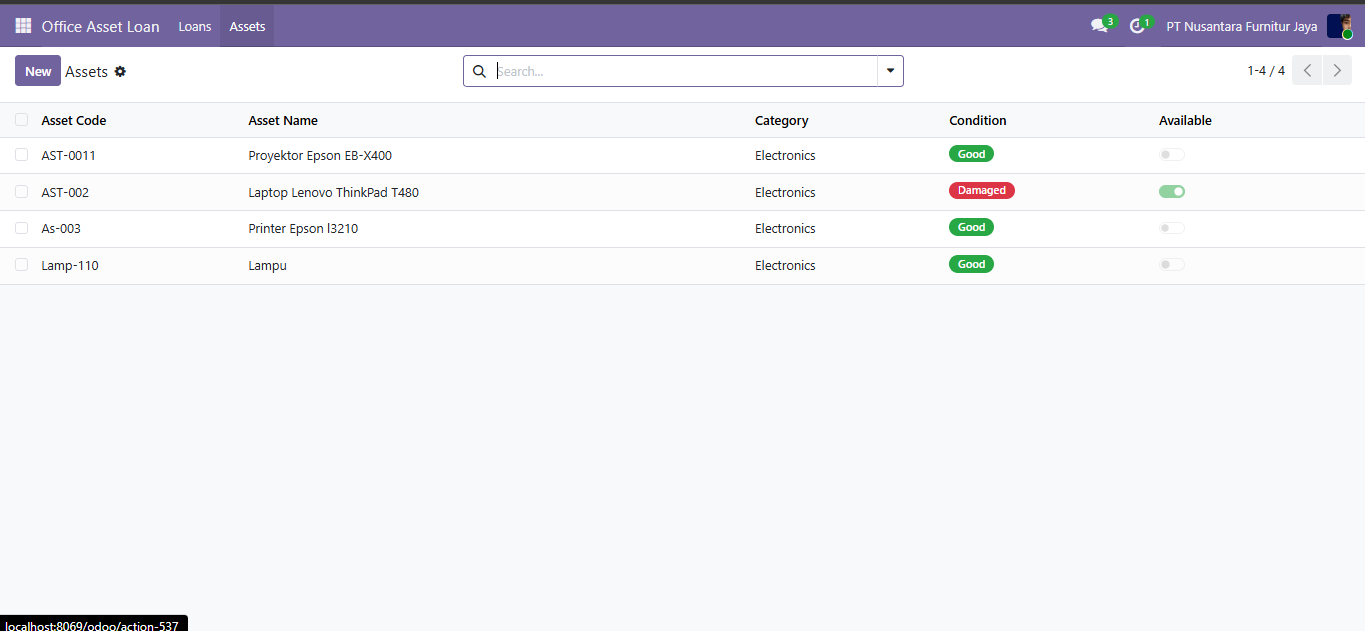 Office Asset Loan Loans Assets 3 1 PT Nusantara Furnitur Jaya
New Assets Search... 1-4 / 4
Asset Code Asset Name Category Condition Available
AST-0011 Proyektor Epson EB-X400 Electronics Good
AST-002 Laptop Lenovo ThinkPad T480 Electronics Damaged
As-003 Printer Epson l3210 Electronics Good
Lamp-110 Lampu Electronics Good
localhost:8069/odoo/action-537